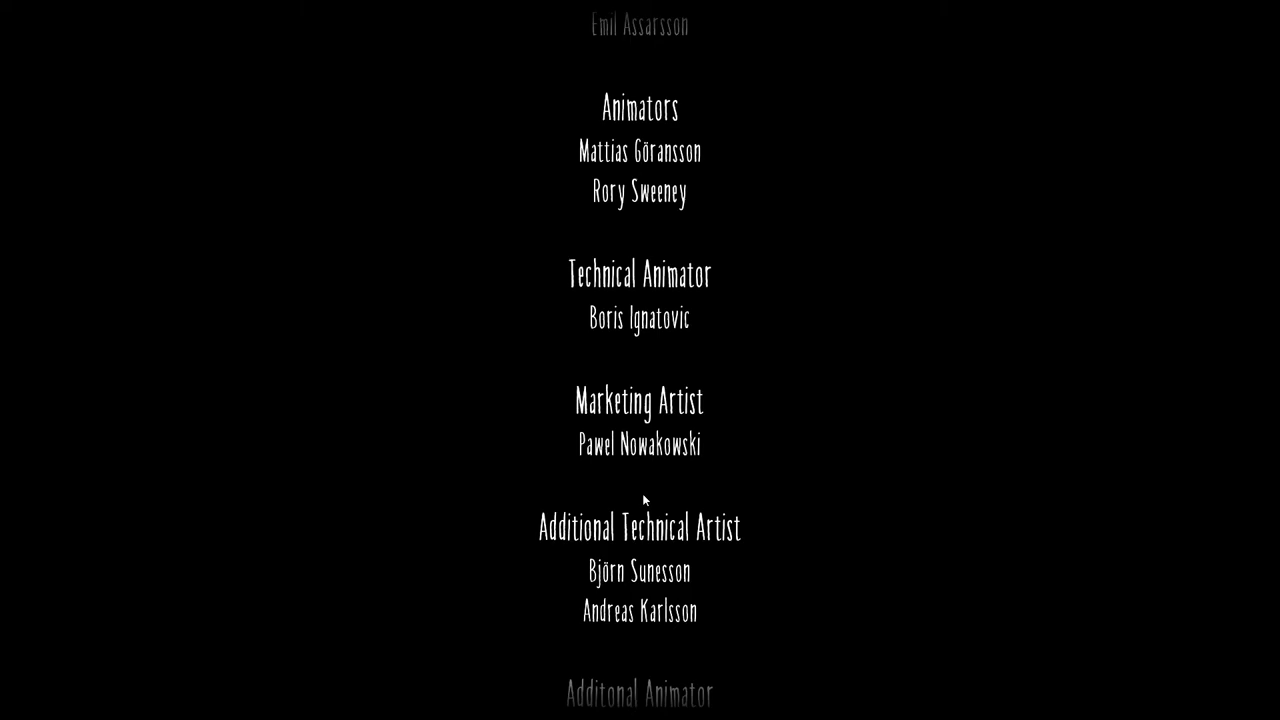 Emil Assarsson
Animators
Mattias Göransson
Rory Sweeney
Technical Animator
Boris Ignatovic
Marketing Artist
Pawel Nowakowski
Additional Technical Artist
Björn Sunesson
Andreas Karlsson
Additonal Animator